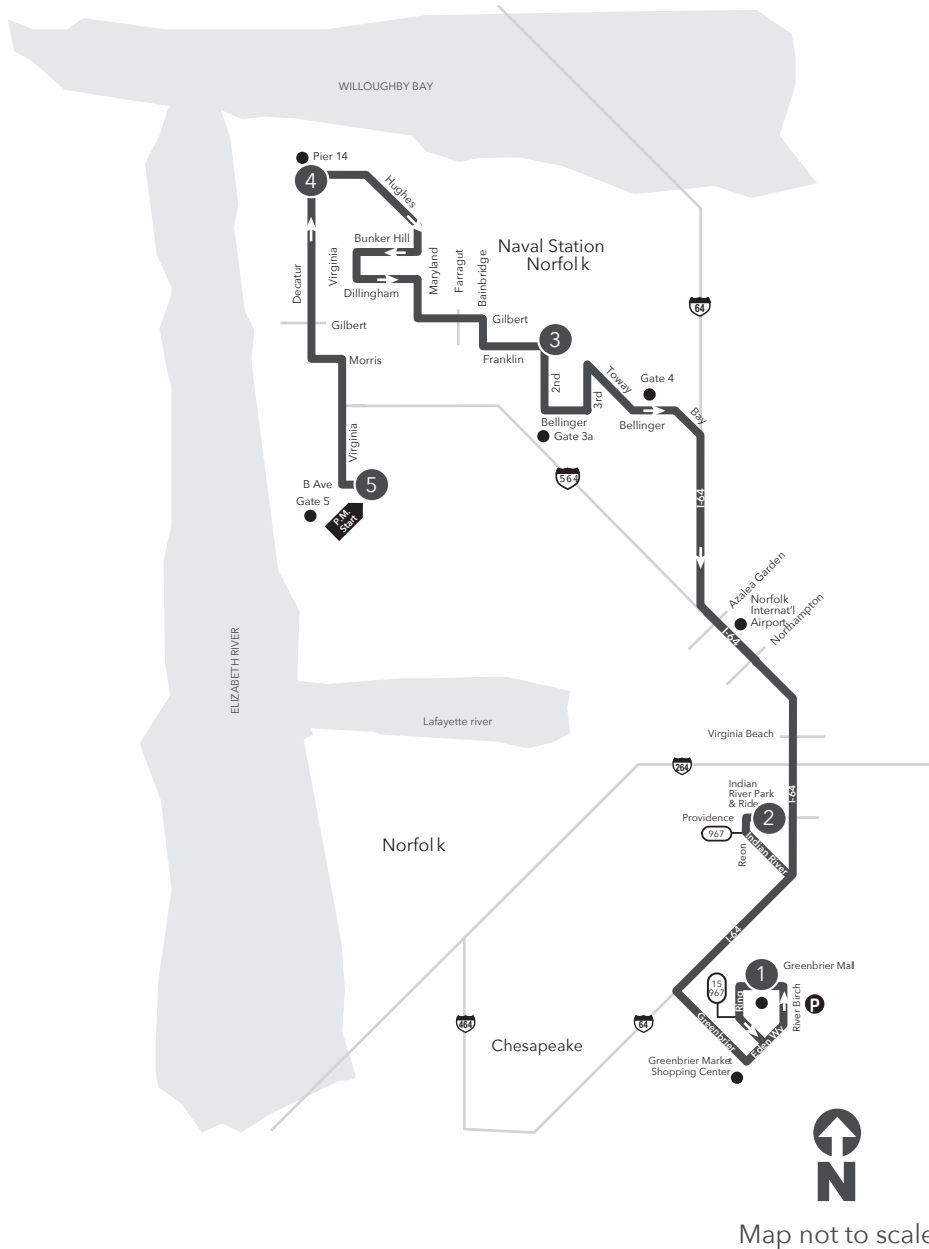 WILLOUGHBY BAY
Pier 14
4
Hughes
Bunker Hill
Naval Station
Norfolk
Virginia
Maryland
Farragut
Bainbridge
Decatur
Dillingham
64
Gilbert
Gilbert
3
Morris
Franklin
2nd
3rd
Toway
Gate 4
Bay
Bellinger
Bellinger
Gate 3a
Virginia
564
B Ave
5
Gate 5
P.M.
Start
I-64
Azalea Garden
Norfolk
Internat'l
Airport
Northampton
I-64
ELIZABETH RIVER
Lafayette river
Virginia Beach
264
Indian
River Park
& Ride
I-64
Providence
2
967
Reon
Indian River
Norfolk
I-64
1
Greenbrier Mall
15
967
Ring
River Birch
P
464
64
Greenbrier
Eden Wy
Chesapeake
Greenbrier Market
Shopping Center
N
Map not to scale